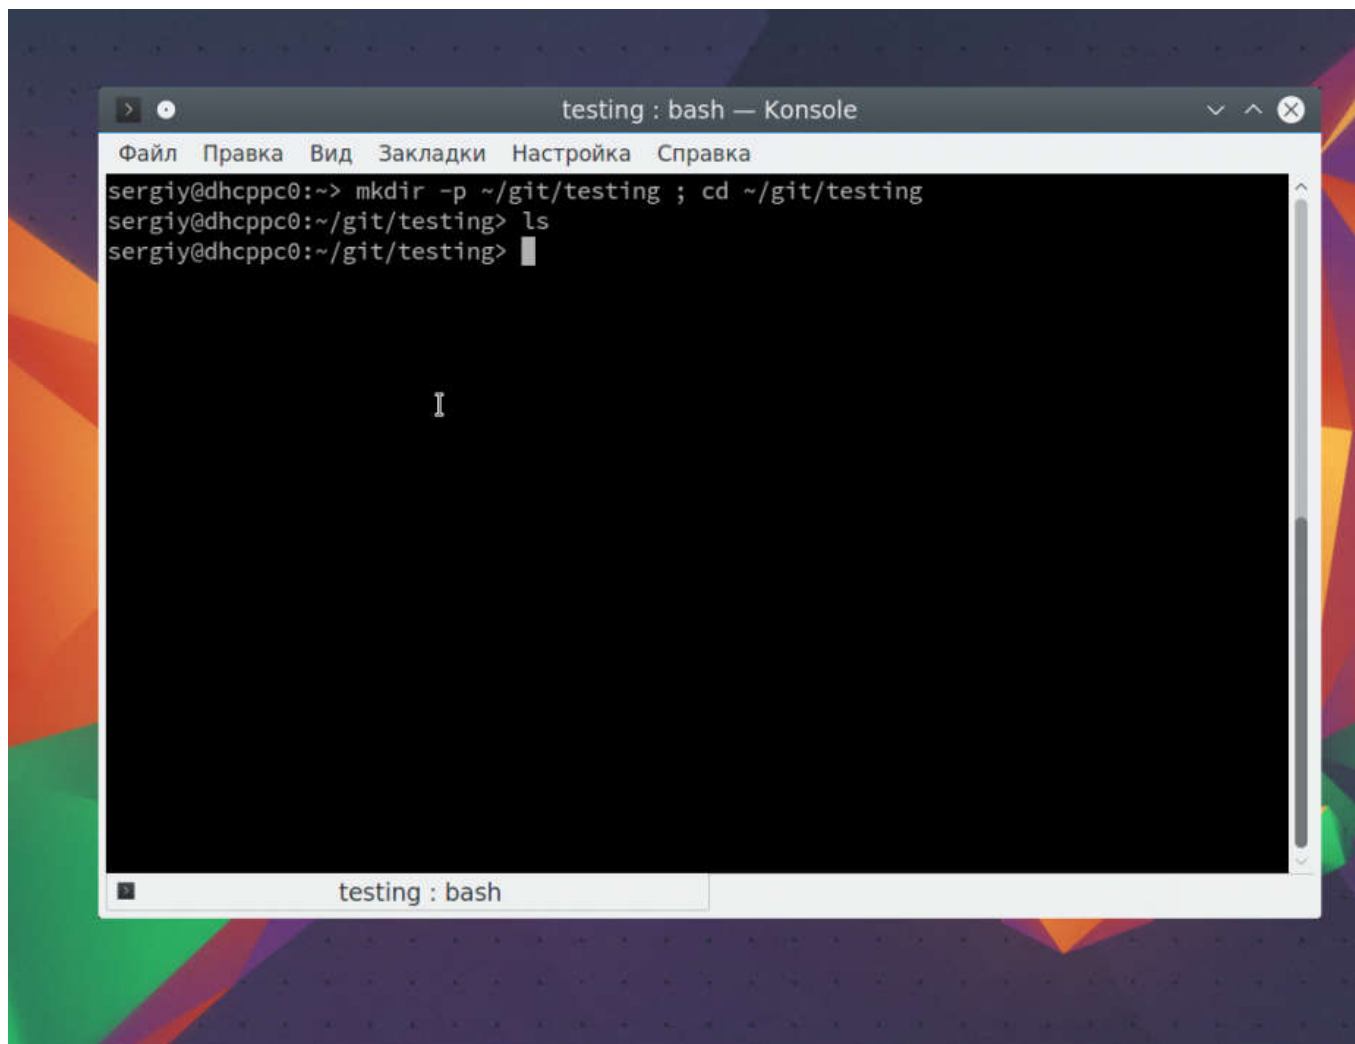 testing : bash — Konsole
Файл Правка Вид Закладки Настройка Справка
sergiy@dhcppc0:~> mkdir -p ~/git/testing ; cd ~/git/testing
sergiy@dhcppc0:~/git/testing> ls
sergiy@dhcppc0:~/git/testing>
testing : bash